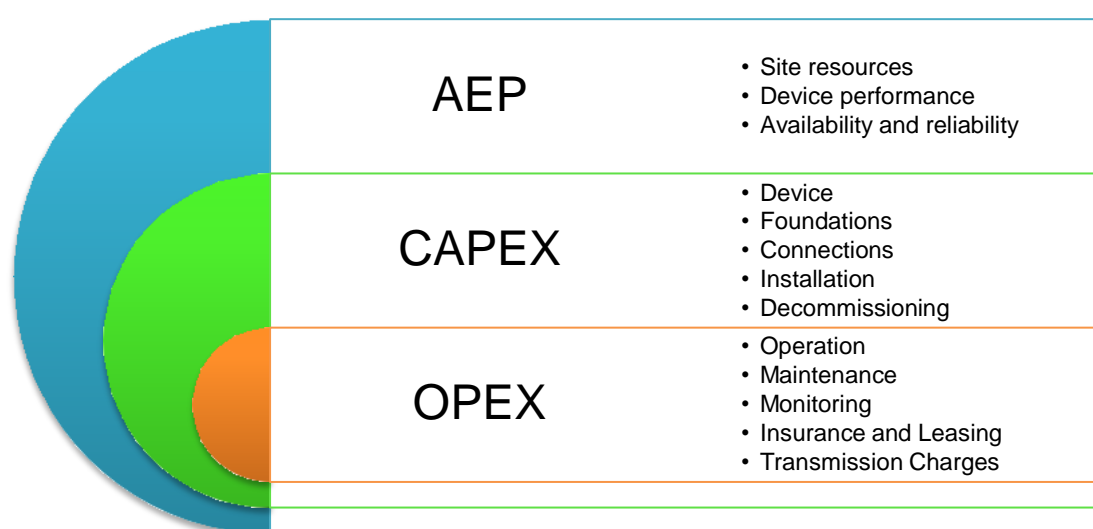 AEP
• Site resources
• Device performance
• Availability and reliability
CAPEX
• Device
• Foundations
• Connections
• Installation
• Decommissioning
OPEX
• Operation
• Maintenance
• Monitoring
• Insurance and Leasing
• Transmission Charges